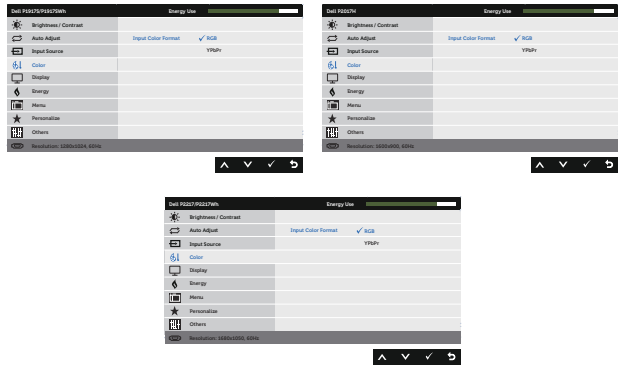 Dell P1917S/P1917SWh Energy Use
Brightness / Contrast
Auto Adjust Input Color Format ✓ RGB
Input Source YPbPr
Color
Display
Energy
Menu
Personalize
Others
Resolution: 1280x1024, 60Hz
Dell P2017H Energy Use
Brightness / Contrast
Auto Adjust Input Color Format ✓ RGB
Input Source YPbPr
Color
Display
Energy
Menu
Personalize
Others
Resolution: 1600x900, 60Hz
Dell P2217/P2217Wh Energy Use
Brightness / Contrast
Auto Adjust Input Color Format ✓ RGB
Input Source YPbPr
Color
Display
Energy
Menu
Personalize
Others
Resolution: 1680x1050, 60Hz